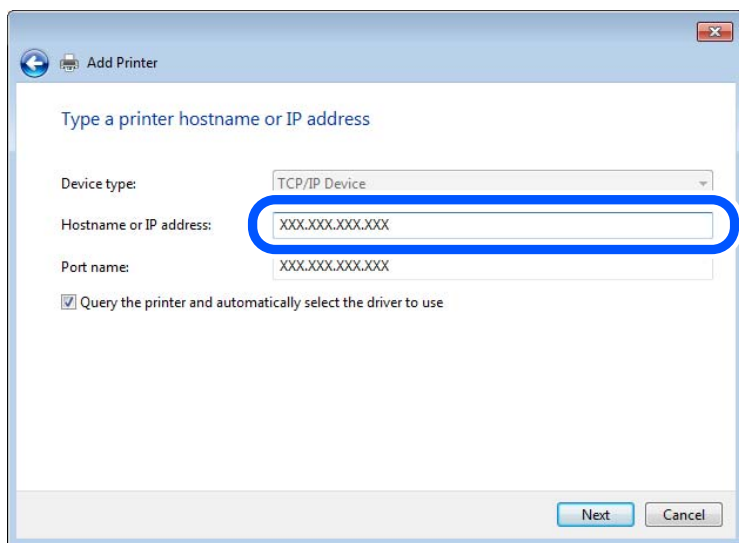 Add Printer
Type a printer hostname or IP address
Device type: TCP/IP Device
Hostname or IP address: XXX.XXX.XXX.XXX
Port name: XXX.XXX.XXX.XXX
Query the printer and automatically select the driver to use
Next Cancel